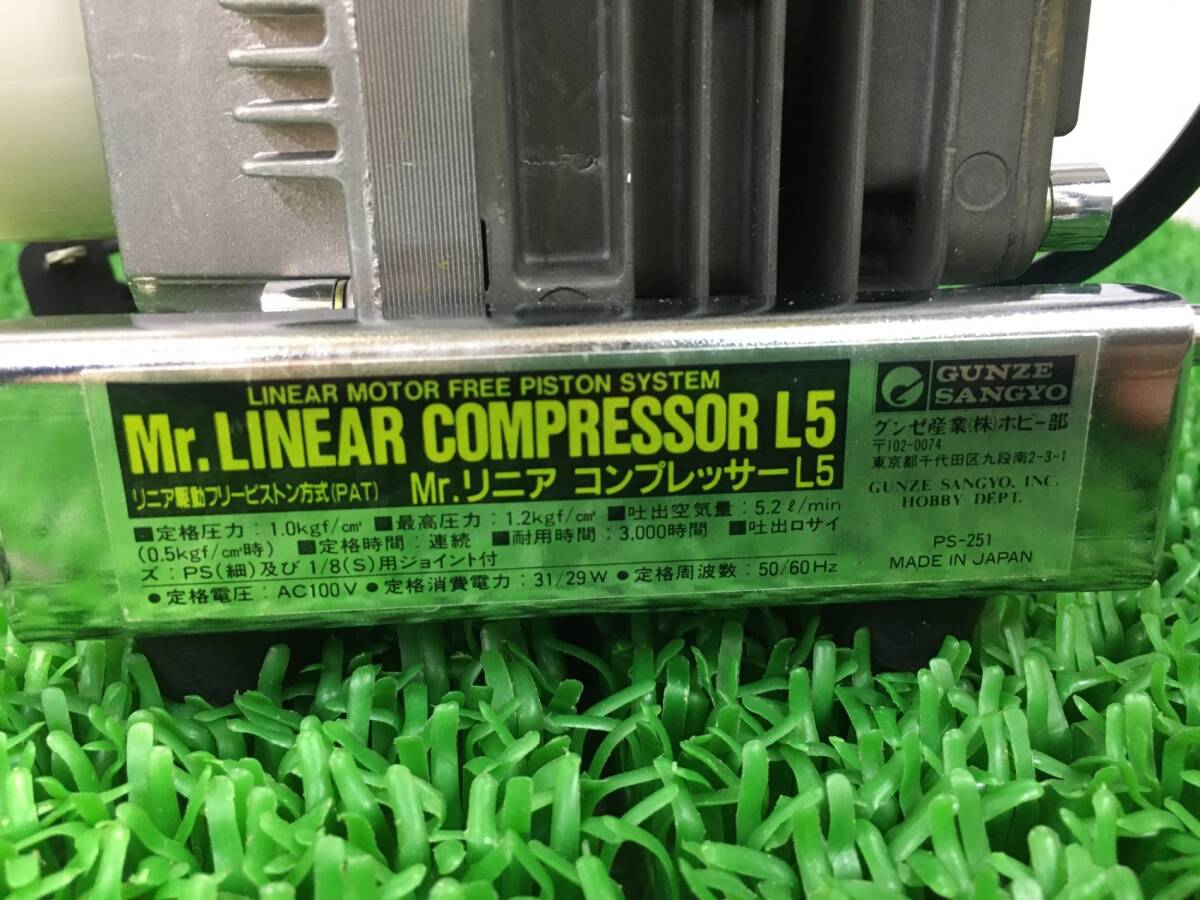 LINEAR MOTOR FREE PISTON SYSTEM
Mr. LINEAR COMPRESSOR L5
リニア駆動フリーピストン方式(PAT) Mr.リニア コンプレッサーL5
■定格圧力：1.0kgf/cm² ■最高圧力：1.2kgf/cm² ■吐出空気量：5.2ℓ/min
(0.5kgf/cm²時) ■定格時間：連続 ■耐用時間：3,000時間 ■吐出口サイ
ズ：PS(細)及び1/8(S)用ジョイント付
●定格電圧：AC100V ●定格消費電力：31/29W ●定格周波数：50/60Hz
GUNZE
SANGYO
グンゼ産業(株)ホビー部
〒102-0074
東京都千代田区九段南2-3-1
GUNZE SANGYO, INC.
HOBBY DEPT.
PS-251
MADE IN JAPAN